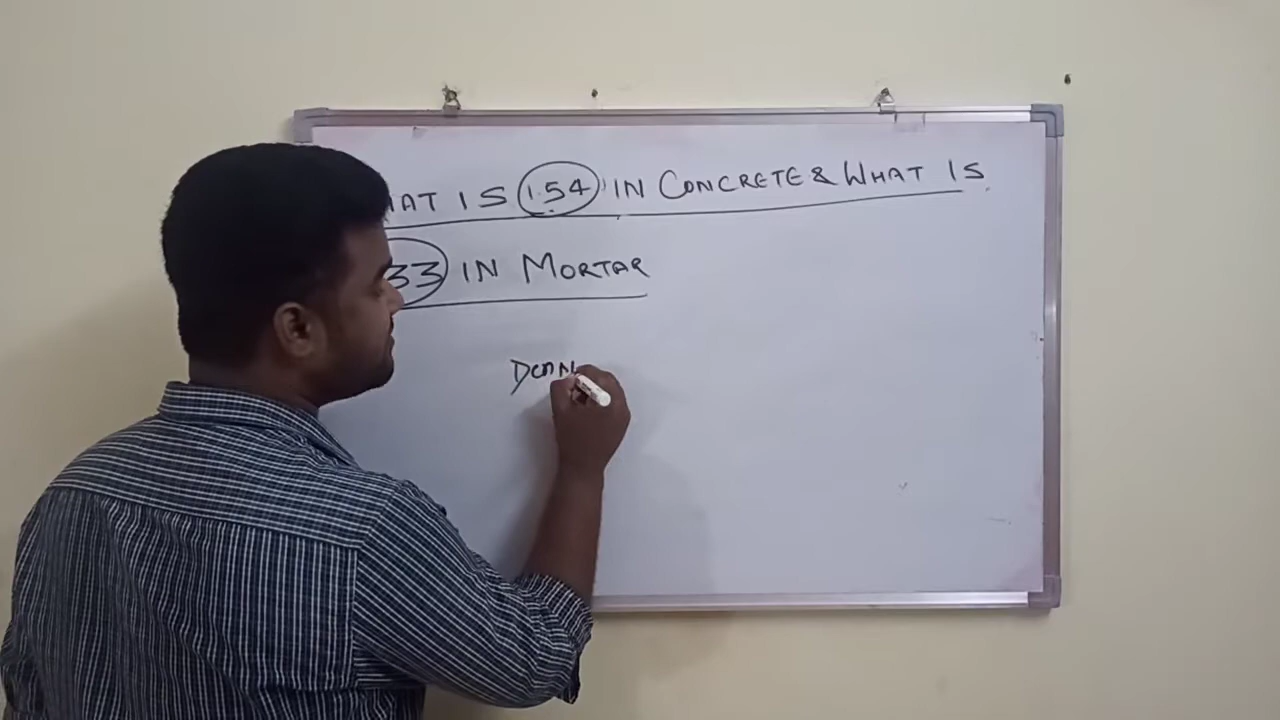 HAT IS 1.54 IN CONCRETE & WHAT IS
33 IN MORTAR